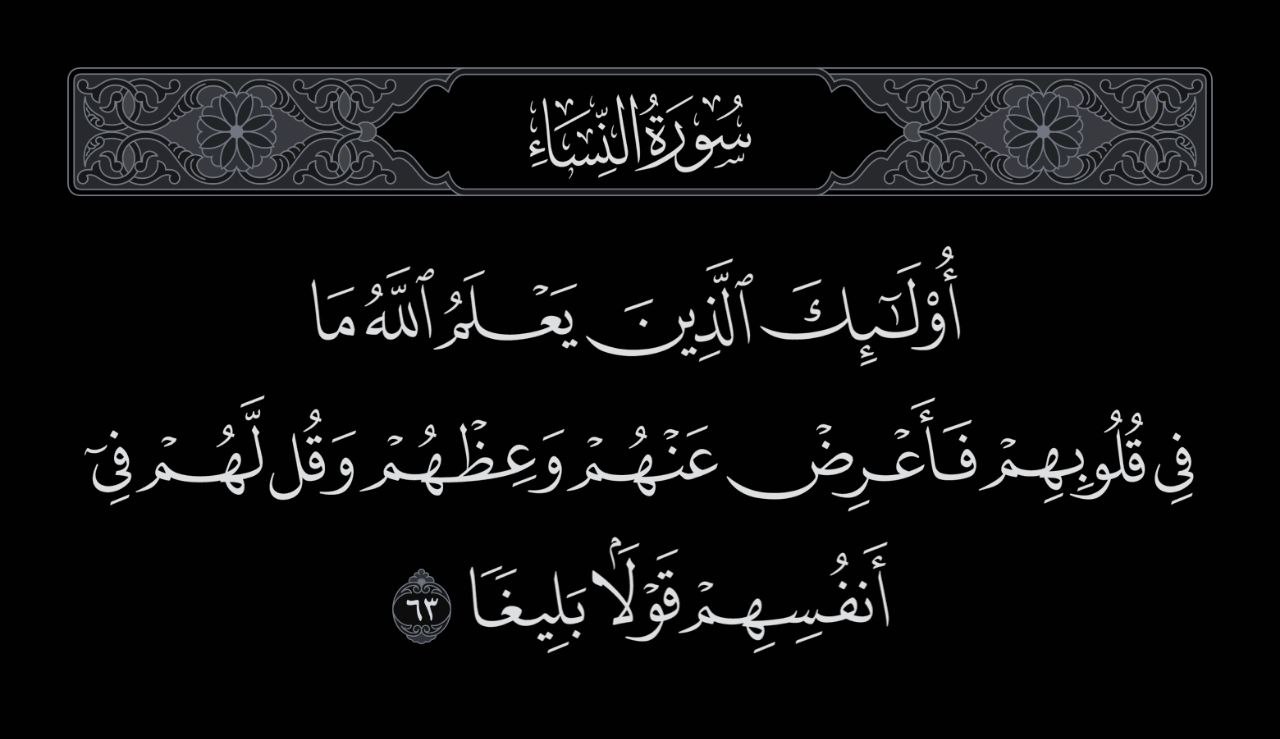 سُورَةُ النِّسَاءِ
أُوْلَـٰٓئِكَ ٱلَّذِينَ يَعۡلَمُ ٱللَّهُ مَا
فِي قُلُوبِهِمۡ فَأَعۡرِضۡ عَنۡهُمۡ وَعِظۡهُمۡ وَقُل لَّهُمۡ فِيٓ
أَنفُسِهِمۡ قَوۡلَۢا بَلِيغٗا ٦٣